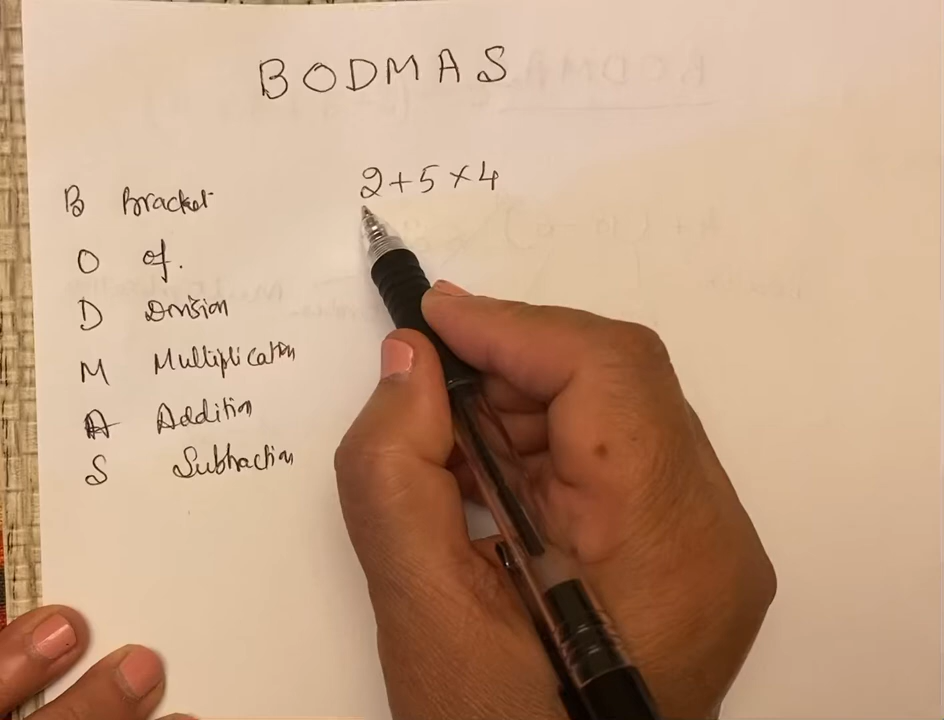 BODMAS
2+5×4
B Bracket
O of.
D Division
M Multiplication
A Addition
S Subtraction